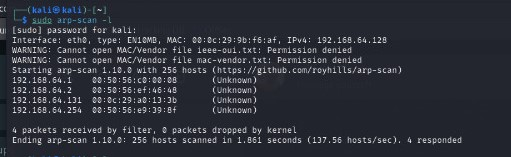 (kali㉿kali)-[~]
$ sudo arp-scan -l
[sudo] password for kali:
Interface: eth0, type: EN10MB, MAC: 00:0c:29:9b:f6:af, IPv4: 192.168.64.128
WARNING: Cannot open MAC/Vendor file ieee-oui.txt: Permission denied
WARNING: Cannot open MAC/Vendor file mac-vendor.txt: Permission denied
Starting arp-scan 1.10.0 with 256 hosts (https://github.com/royhills/arp-scan)
192.168.64.1 00:50:56:c0:00:08 (Unknown)
192.168.64.2 00:50:56:ef:46:48 (Unknown)
192.168.64.131 00:0c:29:a0:13:3b (Unknown)
192.168.64.254 00:50:56:e9:39:8f (Unknown)
4 packets received by filter, 0 packets dropped by kernel
Ending arp-scan 1.10.0: 256 hosts scanned in 1.861 seconds (137.56 hosts/sec). 4 responded